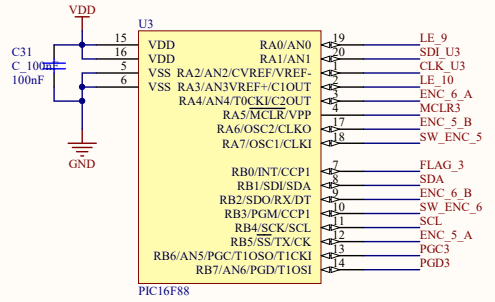 VDD
U3
C31
C_100nF
100nF
15 VDD RA0/AN0 19 LE_9
16 VDD RA1/AN1 20 SDI_U3
5 VSS RA2/AN2/CVREF/VREF- 1 CLK_U3
6 VSS RA3/AN3VREF+/C1OUT 2 LE_10
RA4/AN4/T0CKI/C2OUT 3 ENC_6_A
RA5/MCLR/VPP 4 MCLR3
RA6/OSC2/CLKO 17 ENC_5_B
RA7/OSC1/CLKI 18 SW_ENC_5
GND
RB0/INT/CCP1 7 FLAG_3
RB1/SDI/SDA 8 SDA
RB2/SDO/RX/DT 9 ENC_6_B
RB3/PGM/CCP1 10 SW_ENC_6
RB4/SCK/SCL 11 SCL
RB5/SS/TX/CK 12 ENC_5_A
RB6/AN5/PGC/T1OSO/T1CKI 13 PGC3
RB7/AN6/PGD/T1OSI 14 PGD3
PIC16F88